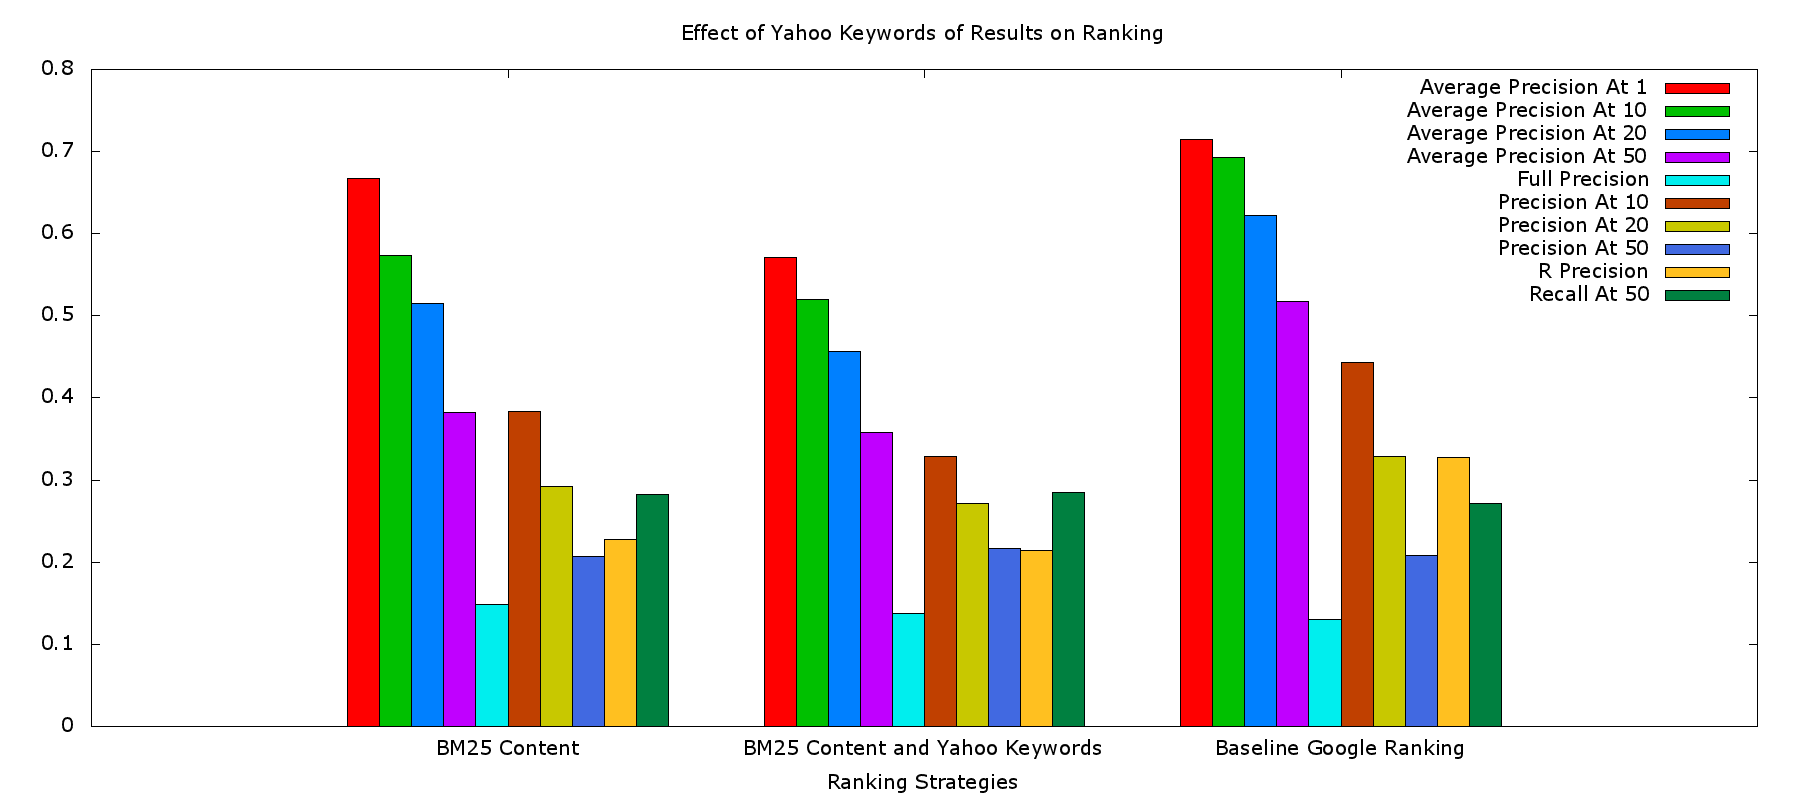 Effect of Yahoo Keywords of Results on Ranking
0.8
0.7
0.6
0.5
0.4
0.3
0.2
0.1
0
Average Precision At 1
Average Precision At 10
Average Precision At 20
Average Precision At 50
Full Precision
Precision At 10
Precision At 20
Precision At 50
R Precision
Recall At 50
BM25 Content
BM25 Content and Yahoo Keywords
Baseline Google Ranking
Ranking Strategies